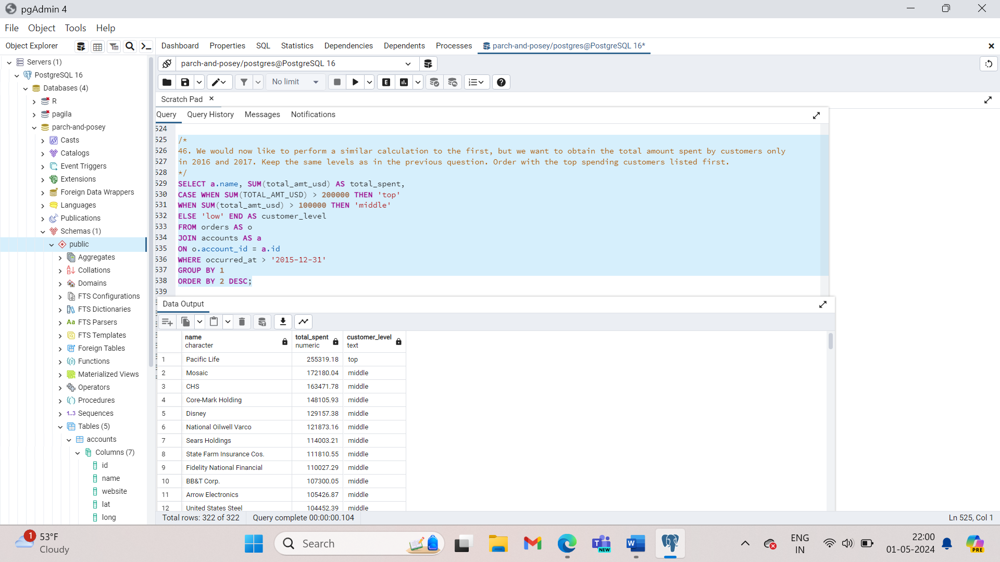 pgAdmin 4
File Object Tools Help
Object Explorer
Dashboard Properties SQL Statistics Dependencies Dependents Processes parch-and-posey/postgres@PostgreSQL 16*
Servers (1)
PostgreSQL 16
Databases (4)
R
pagila
parch-and-posey
Casts
Catalogs
Event Triggers
Extensions
Foreign Data Wrappers
Languages
Publications
Schemas (1)
public
Aggregates
Collations
Domains
FTS Configurations
FTS Dictionaries
Aa FTS Parsers
FTS Templates
Foreign Tables
Functions
Materialized Views
Operators
Procedures
1..3 Sequences
Tables (5)
accounts
Columns (7)
id
name
website
lat
long
parch-and-posey/postgres@PostgreSQL 16
No limit
E
Scratch Pad
Query Query History Messages Notifications
524
525 /*
526 46. We would now like to perform a similar calculation to the first, but we want to obtain the total amount spent by customers only
527 in 2016 and 2017. Keep the same levels as in the previous question. Order with the top spending customers listed first.
528 */
529 SELECT a.name, SUM(total_amt_usd) AS total_spent,
530 CASE WHEN SUM(TOTAL_AMT_USD) > 200000 THEN 'top'
531 WHEN SUM(total_amt_usd) > 100000 THEN 'middle'
532 ELSE 'low' END AS customer_level
533 FROM orders AS o
534 JOIN accounts AS a
535 ON o.account_id = a.id
536 WHERE occurred_at > '2015-12-31'
537 GROUP BY 1
538 ORDER BY 2 DESC;
539
Data Output
name total_spent customer_level
character numeric text
1 Pacific Life 255319.18 top
2 Mosaic 172180.04 middle
3 CHS 163471.78 middle
4 Core-Mark Holding 148105.93 middle
5 Disney 129157.38 middle
6 National Oilwell Varco 121873.16 middle
7 Sears Holdings 114003.21 middle
8 State Farm Insurance Cos. 111810.55 middle
9 Fidelity National Financial 110027.29 middle
10 BB&T Corp. 107300.05 middle
11 Arrow Electronics 105426.87 middle
12 United States Steel 104452.39 middle
Total rows: 322 of 322 Query complete 00:00:00.104 Ln 525, Col 1
1 53°F
Cloudy
Search
NEW
ENG
IN
22:00
01-05-2024
PRE